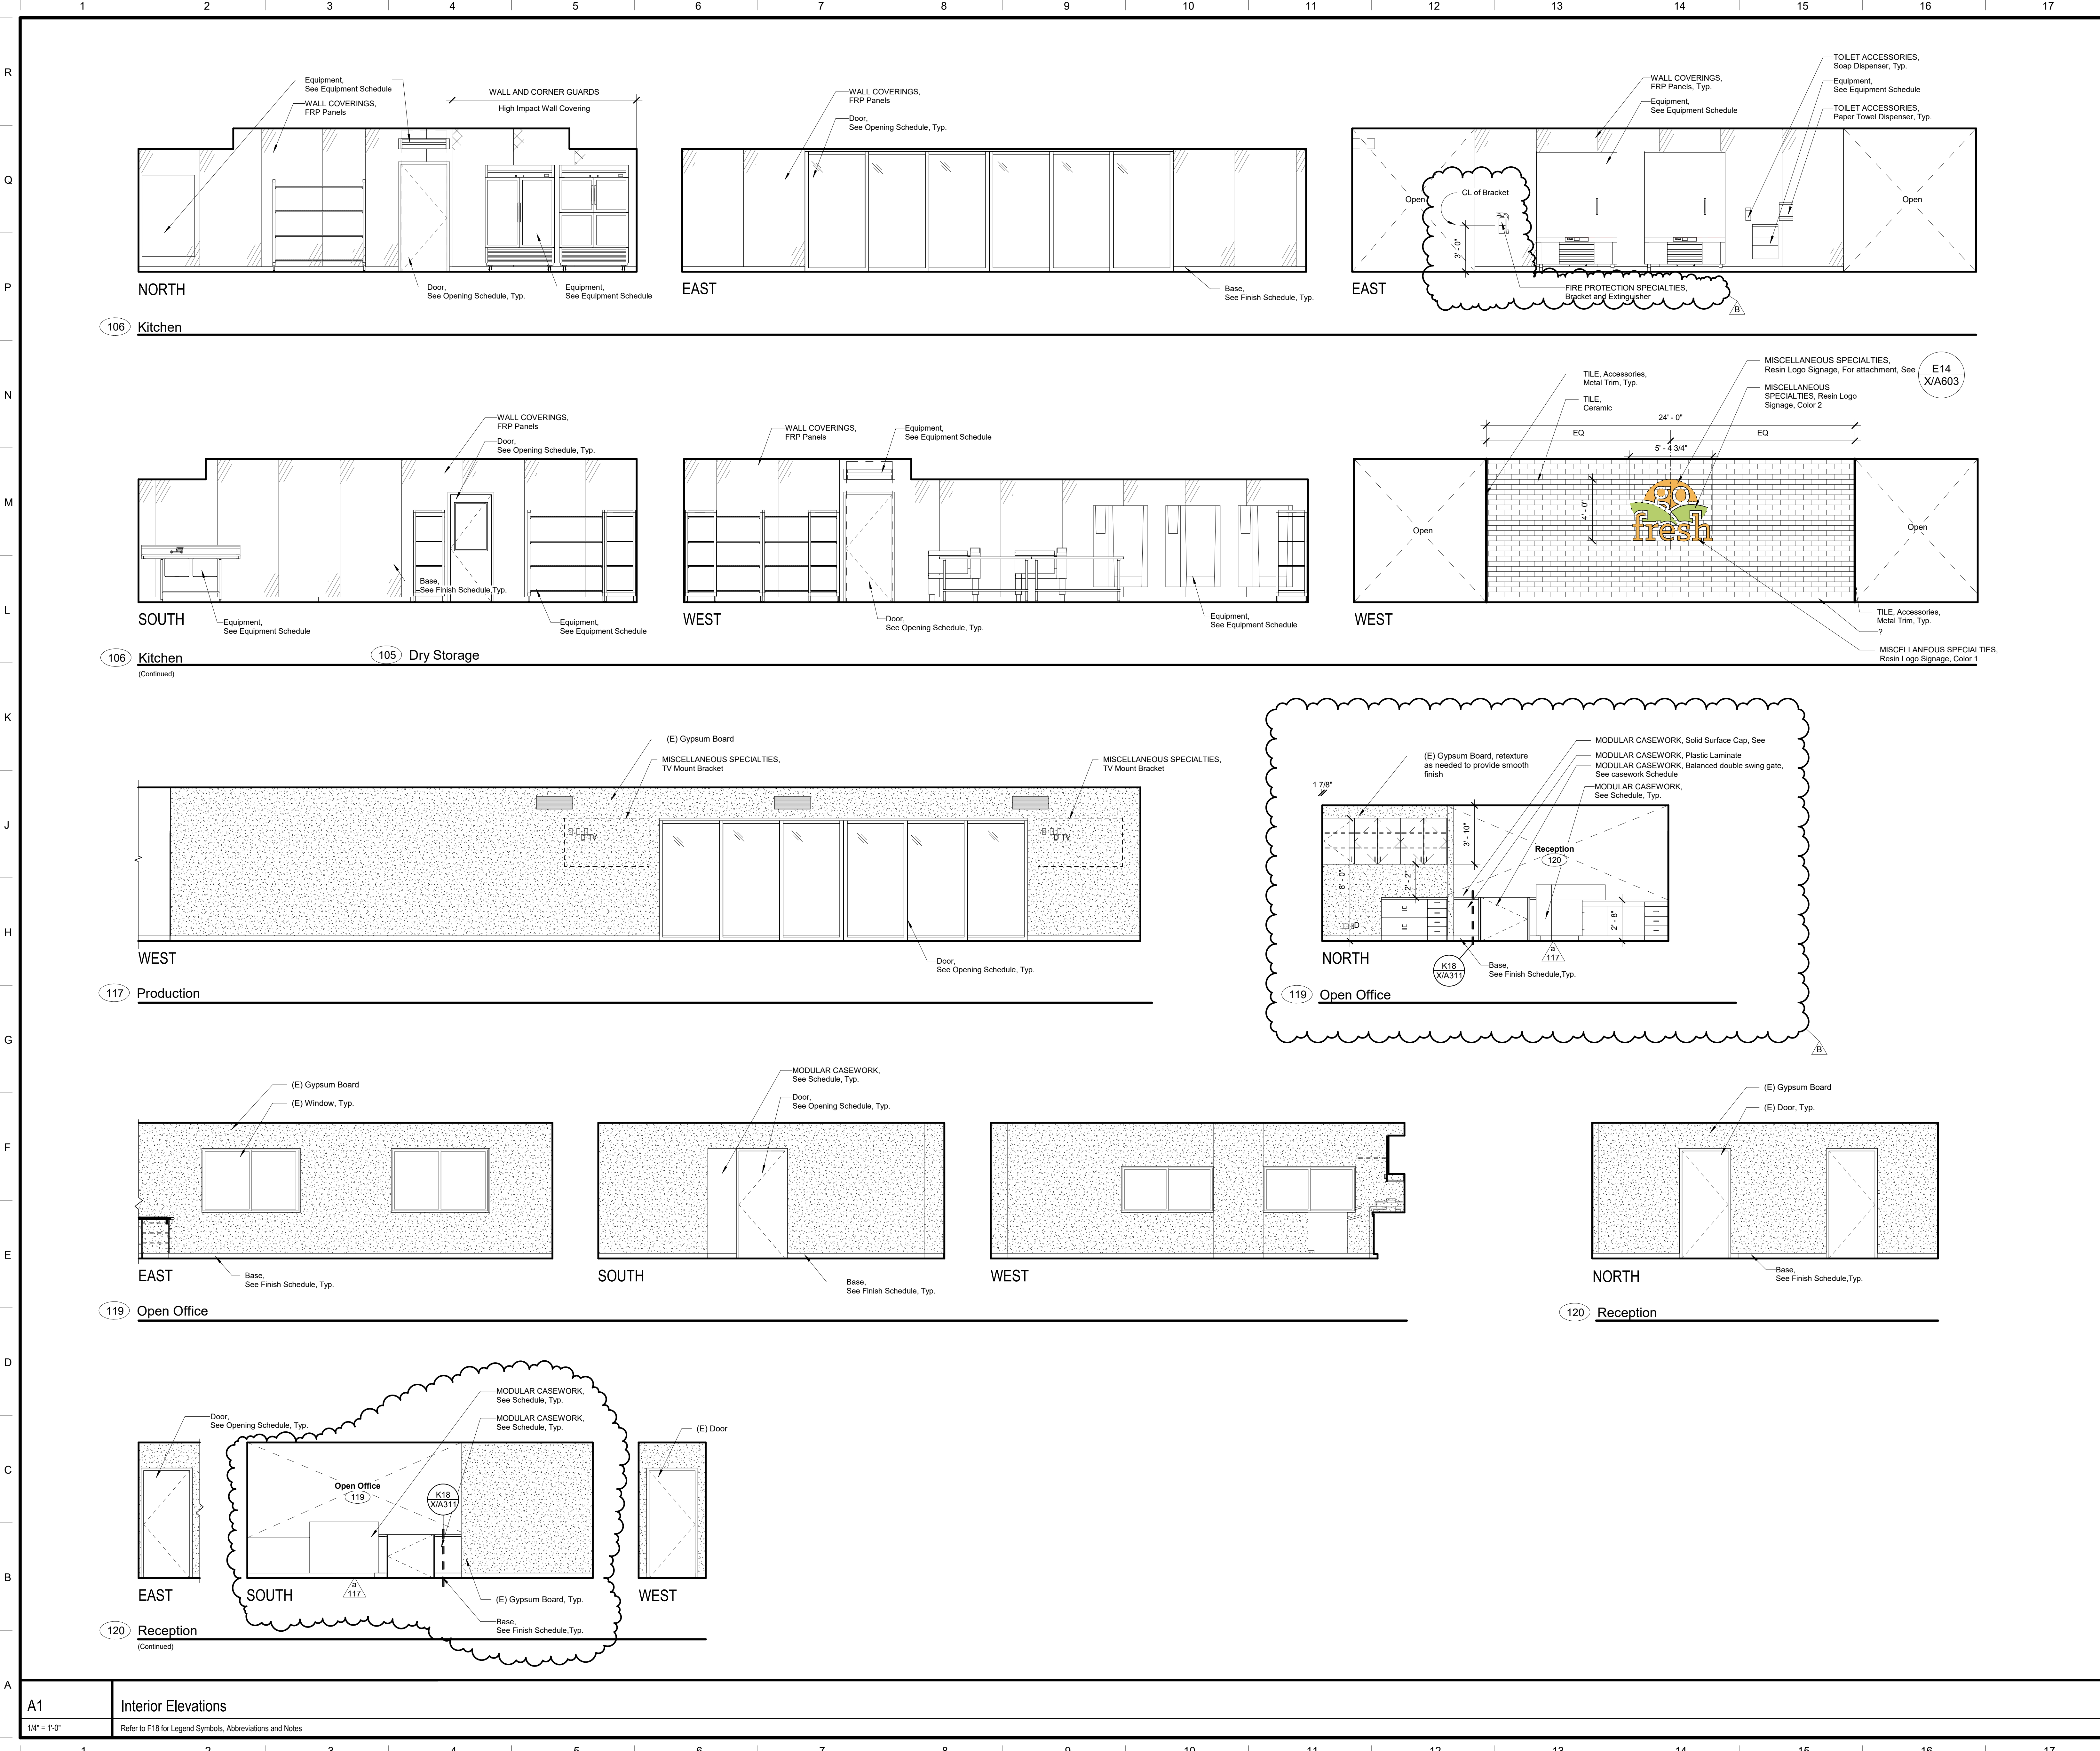 1 2 3 4 5 6 7 8 9 10 11 12 13 14 15 16 17
R
Equipment,
See Equipment Schedule
WALL COVERINGS,
FRP Panels
WALL AND CORNER GUARDS
High Impact Wall Covering
WALL COVERINGS,
FRP Panels
Door,
See Opening Schedule, Typ.
WALL COVERINGS,
FRP Panels, Typ.
Equipment,
See Equipment Schedule
TOILET ACCESSORIES,
Soap Dispenser, Typ.
Equipment,
See Equipment Schedule
TOILET ACCESSORIES,
Paper Towel Dispenser, Typ.
Q
Open
CL of Bracket
3' - 0"
Open
P
NORTH
Door,
See Opening Schedule, Typ.
Equipment,
See Equipment Schedule
EAST
Base,
See Finish Schedule, Typ.
EAST
FIRE PROTECTION SPECIALTIES,
Bracket and Extinguisher
B
106 Kitchen
N
WALL COVERINGS,
FRP Panels
Door,
See Opening Schedule, Typ.
WALL COVERINGS,
FRP Panels
Equipment,
See Equipment Schedule
TILE, Accessories,
Metal Trim, Typ.
TILE,
Ceramic
MISCELLANEOUS SPECIALTIES,
Resin Logo Signage, For attachment, See
E14
X/A603
MISCELLANEOUS
SPECIALTIES, Resin Logo
Signage, Color 2
24' - 0"
EQ EQ
5' - 4 3/4"
M
4' - 0"
go
fresh
Open
Open
L
Base,
See Finish Schedule,Typ.
SOUTH
Equipment,
See Equipment Schedule
Equipment,
See Equipment Schedule
WEST
Door,
See Opening Schedule, Typ.
Equipment,
See Equipment Schedule
WEST
TILE, Accessories,
Metal Trim, Typ.
?
MISCELLANEOUS SPECIALTIES,
Resin Logo Signage, Color 1
106 Kitchen
(Continued)
105 Dry Storage
K
(E) Gypsum Board
MISCELLANEOUS SPECIALTIES,
TV Mount Bracket
MISCELLANEOUS SPECIALTIES,
TV Mount Bracket
(E) Gypsum Board, retexture
as needed to provide smooth
finish
MODULAR CASEWORK, Solid Surface Cap, See
MODULAR CASEWORK, Plastic Laminate
MODULAR CASEWORK, Balanced double swing gate,
See casework Schedule
MODULAR CASEWORK,
See Schedule, Typ.
1 7/8"
J
TV
TV
3' - 10"
Reception
120
8' - 0"
2' - 2"
2' - 8"
H
WEST
Door,
See Opening Schedule, Typ.
NORTH
K18
X/A311
Base,
See Finish Schedule,Typ.
a
117
117 Production
119 Open Office
G
B
(E) Gypsum Board
(E) Window, Typ.
MODULAR CASEWORK,
See Schedule, Typ.
Door,
See Opening Schedule, Typ.
(E) Gypsum Board
(E) Door, Typ.
F
E
EAST
Base,
See Finish Schedule, Typ.
SOUTH
Base,
See Finish Schedule, Typ.
WEST
NORTH
Base,
See Finish Schedule,Typ.
119 Open Office
120 Reception
D
MODULAR CASEWORK,
See Schedule, Typ.
MODULAR CASEWORK,
See Schedule, Typ.
Door,
See Opening Schedule, Typ.
(E) Door
C
Open Office
119
K18
X/A311
B
EAST
SOUTH
a
117
(E) Gypsum Board, Typ.
Base,
See Finish Schedule,Typ.
WEST
120 Reception
(Continued)
A
A1
Interior Elevations
1/4" = 1'-0"
Refer to F18 for Legend Symbols, Abbreviations and Notes
1 2 3 4 5 6 7 8 9 10 11 12 13 14 15 16 17